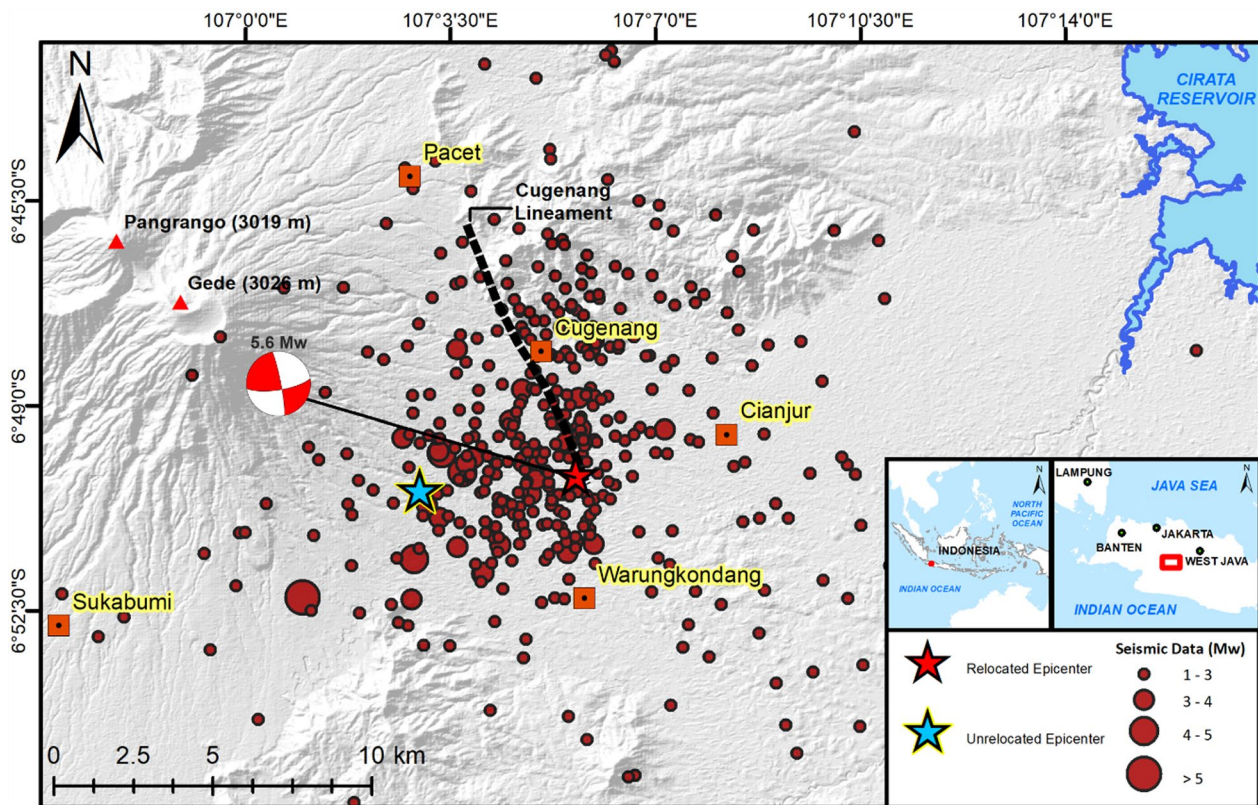 107°0'0"E
107°3'30"E
107°7'0"E
107°10'30"E
107°14'0"E
6°45'30"S
6°49'0"S
6°52'30"S
N
CIRATA
RESERVOIR
Pacet
Cugenang
Lineament
Pangrango (3019 m)
Gede (3026 m)
5.6 Mw
Cugenang
Cianjur
Warungkondang
Sukabumi
0 2.5 5 10 km
N
NORTH
PACIFIC
OCEAN
INDONESIA
INDIAN OCEAN
N
LAMPUNG
JAVA SEA
JAKARTA
BANTEN
WEST JAVA
INDIAN OCEAN
Relocated Epicenter
Unrelocated Epicenter
Seismic Data (Mw)
1 - 3
3 - 4
4 - 5
> 5